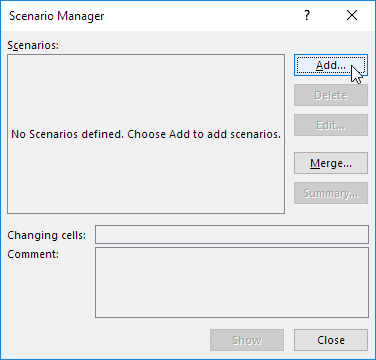 Scenario Manager
?
Scenarios:
Add...
Delete
No Scenarios defined. Choose Add to add scenarios.
Edit...
Merge...
Summary...
Changing cells:
Comment:
Show
Close